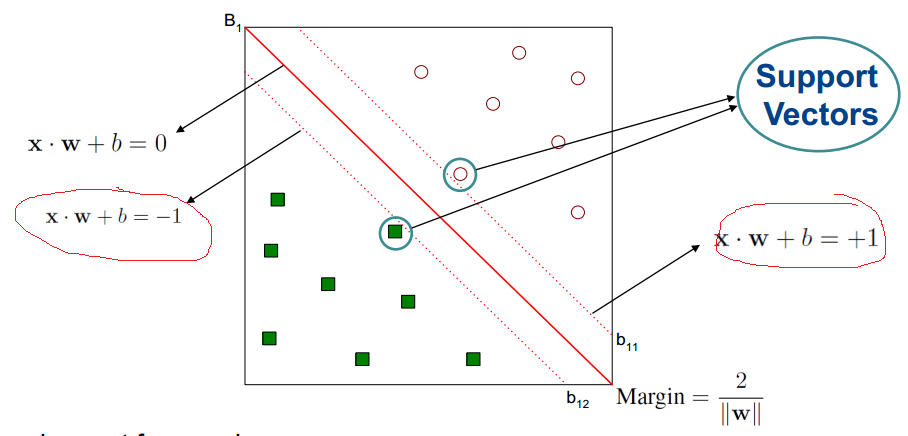 B1
Support
Vectors
x · w + b = 0
x · w + b = −1
x · w + b = +1
b11
b12
Margin = 2 / ||w||